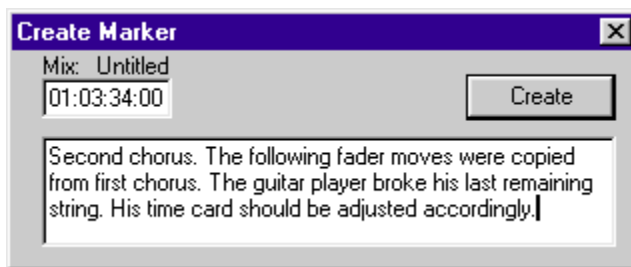 Create Marker
Mix: Untitled
01:03:34:00
Create
Second chorus. The following fader moves were copied
from first chorus. The guitar player broke his last remaining
string. His time card should be adjusted accordingly.